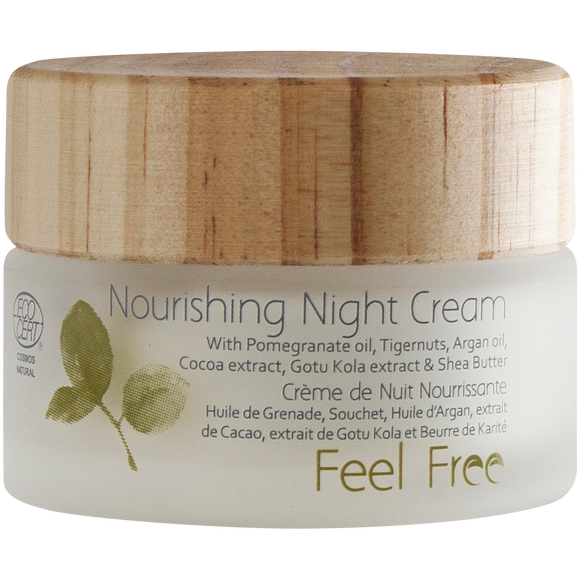 ECO
CERT
®
COSMOS
NATURAL
Nourishing Night Cream
With Pomegranate oil, Tigernuts, Argan oil,
Cocoa extract, Gotu Kola extract & Shea Butter
Crème de Nuit Nourrissante
Huile de Grenade, Souchet, Huile d'Argan, extrait
de Cacao, extrait de Gotu Kola et Beurre de Karité
Feel Free